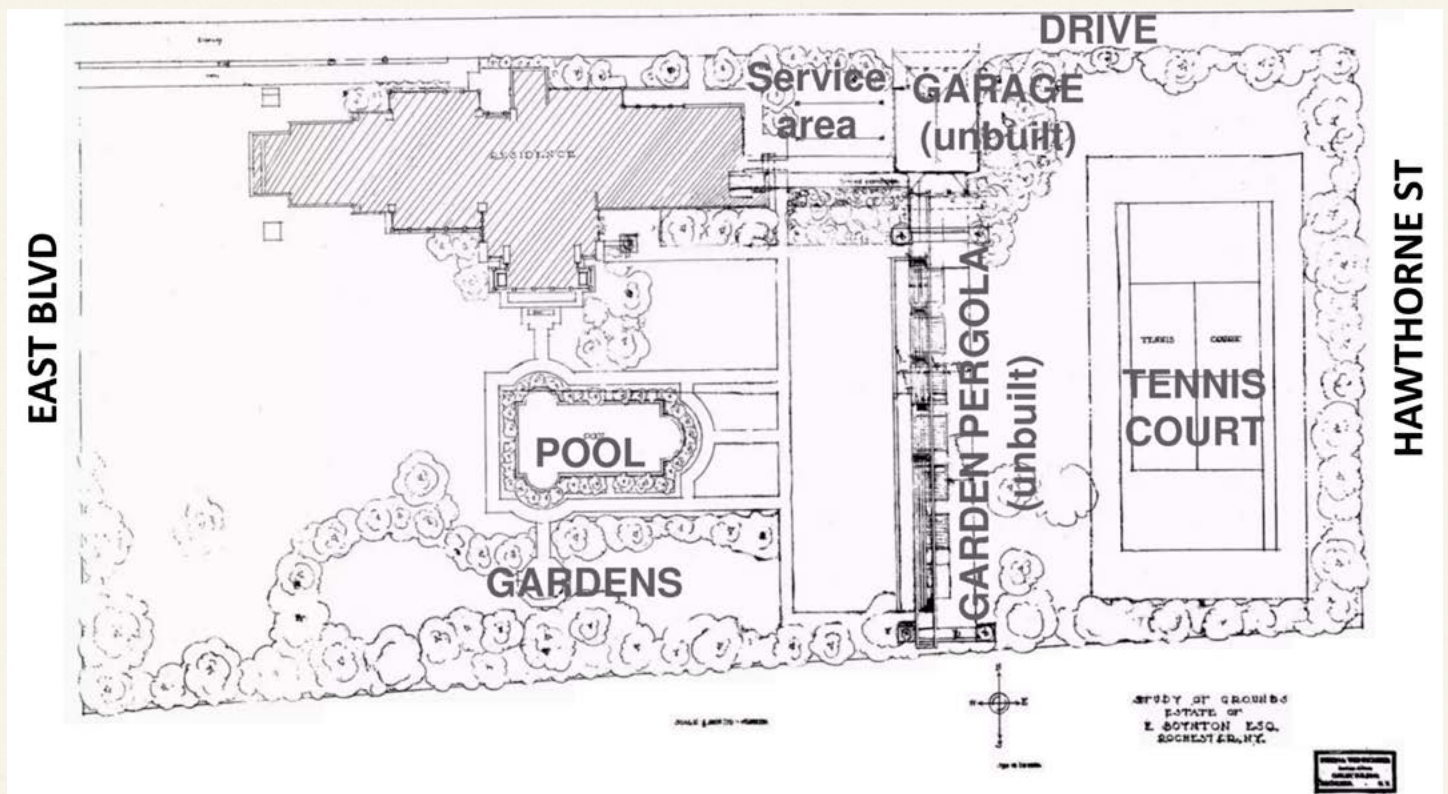 DRIVE
Service
area
GARAGE
(unbuilt)
RESIDENCE
EAST BLVD
HAWTHORNE ST
GARDEN PERGOLA
(unbuilt)
TENNIS COURT
TENNIS
COURT
POOL
GARDENS
W E
STUDY OF GROUNDS
ESTATE OF
E BOYNTON ESQ.
ROCHESTER, N.Y.